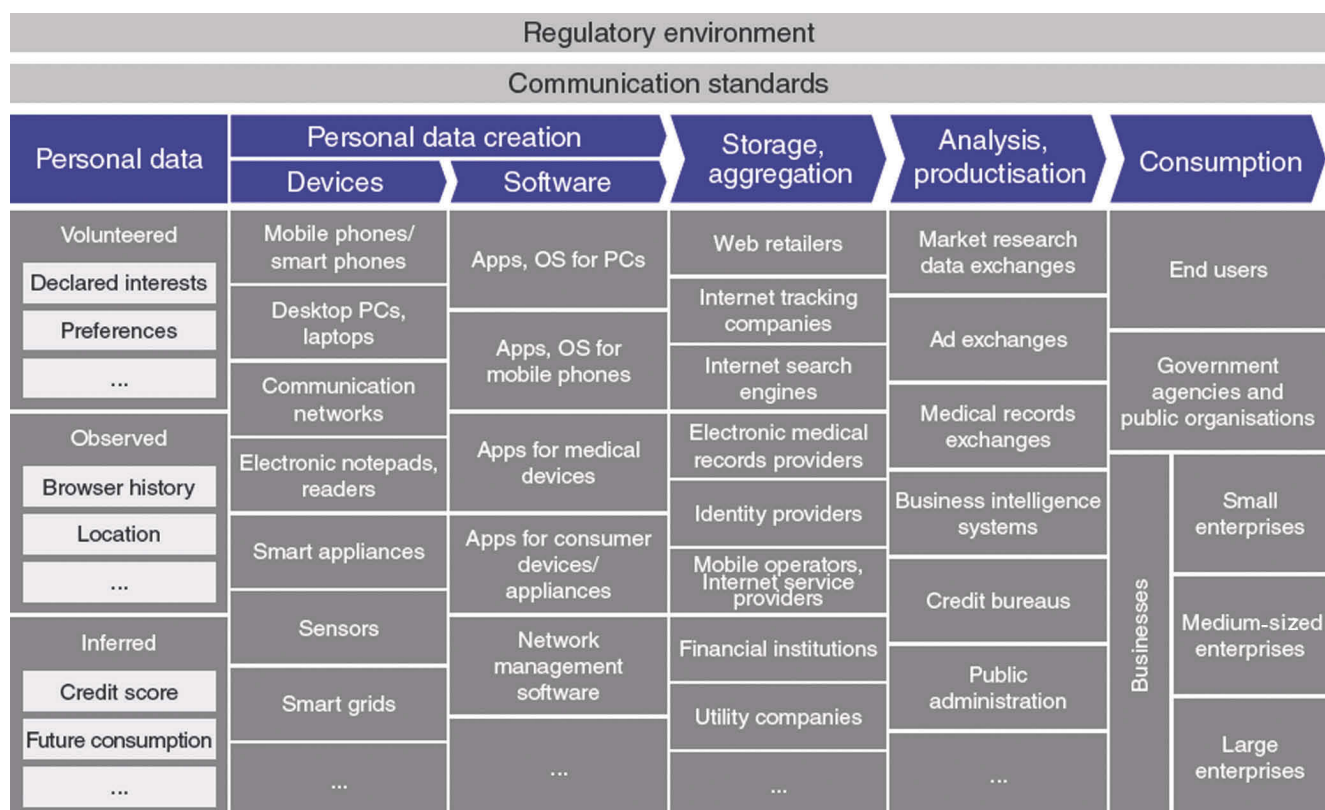 Regulatory environment
Communication standards
Personal data
Personal data creation
Devices
Software
Storage,
aggregation
Analysis,
productisation
Consumption
Volunteered
Declared interests
Preferences
...
Observed
Browser history
Location
...
Inferred
Credit score
Future consumption
...
Mobile phones/
smart phones
Desktop PCs,
laptops
Communication
networks
Electronic notepads,
readers
Smart appliances
Sensors
Smart grids
...
Apps, OS for PCs
Apps, OS for
mobile phones
Apps for medical
devices
Apps for consumer
devices/
appliances
Network
management
software
...
Web retailers
Internet tracking
companies
Internet search
engines
Electronic medical
records providers
Identity providers
Mobile operators,
Internet service
providers
Financial institutions
Utility companies
...
Market research
data exchanges
Ad exchanges
Medical records
exchanges
Business intelligence
systems
Credit bureaus
Public
administration
...
End users
Government
agencies and
public organisations
Businesses
Small
enterprises
Medium-sized
enterprises
Large
enterprises